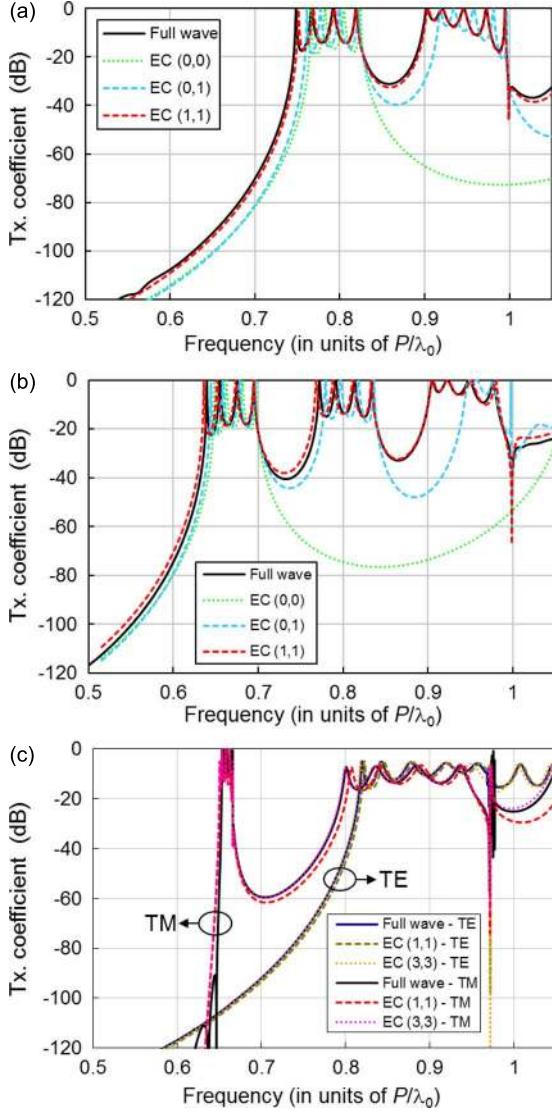 (a)
Tx. coefficient (dB)
0
-20
-40
-60
-80
-100
-120
Full wave
EC (0,0)
EC (0,1)
EC (1,1)
0.5 0.6 0.7 0.8 0.9 1
Frequency (in units of P/λ₀)
(b)
Tx. coefficient (dB)
0
-20
-40
-60
-80
-100
-120
Full wave
EC (0,0)
EC (0,1)
EC (1,1)
0.5 0.6 0.7 0.8 0.9 1
Frequency (in units of P/λ₀)
(c)
Tx. coefficient (dB)
0
-20
-40
-60
-80
-100
-120
TM
TE
Full wave - TE
EC (1,1) - TE
EC (3,3) - TE
Full wave - TM
EC (1,1) - TM
EC (3,3) - TM
0.5 0.6 0.7 0.8 0.9 1
Frequency (in units of P/λ₀)